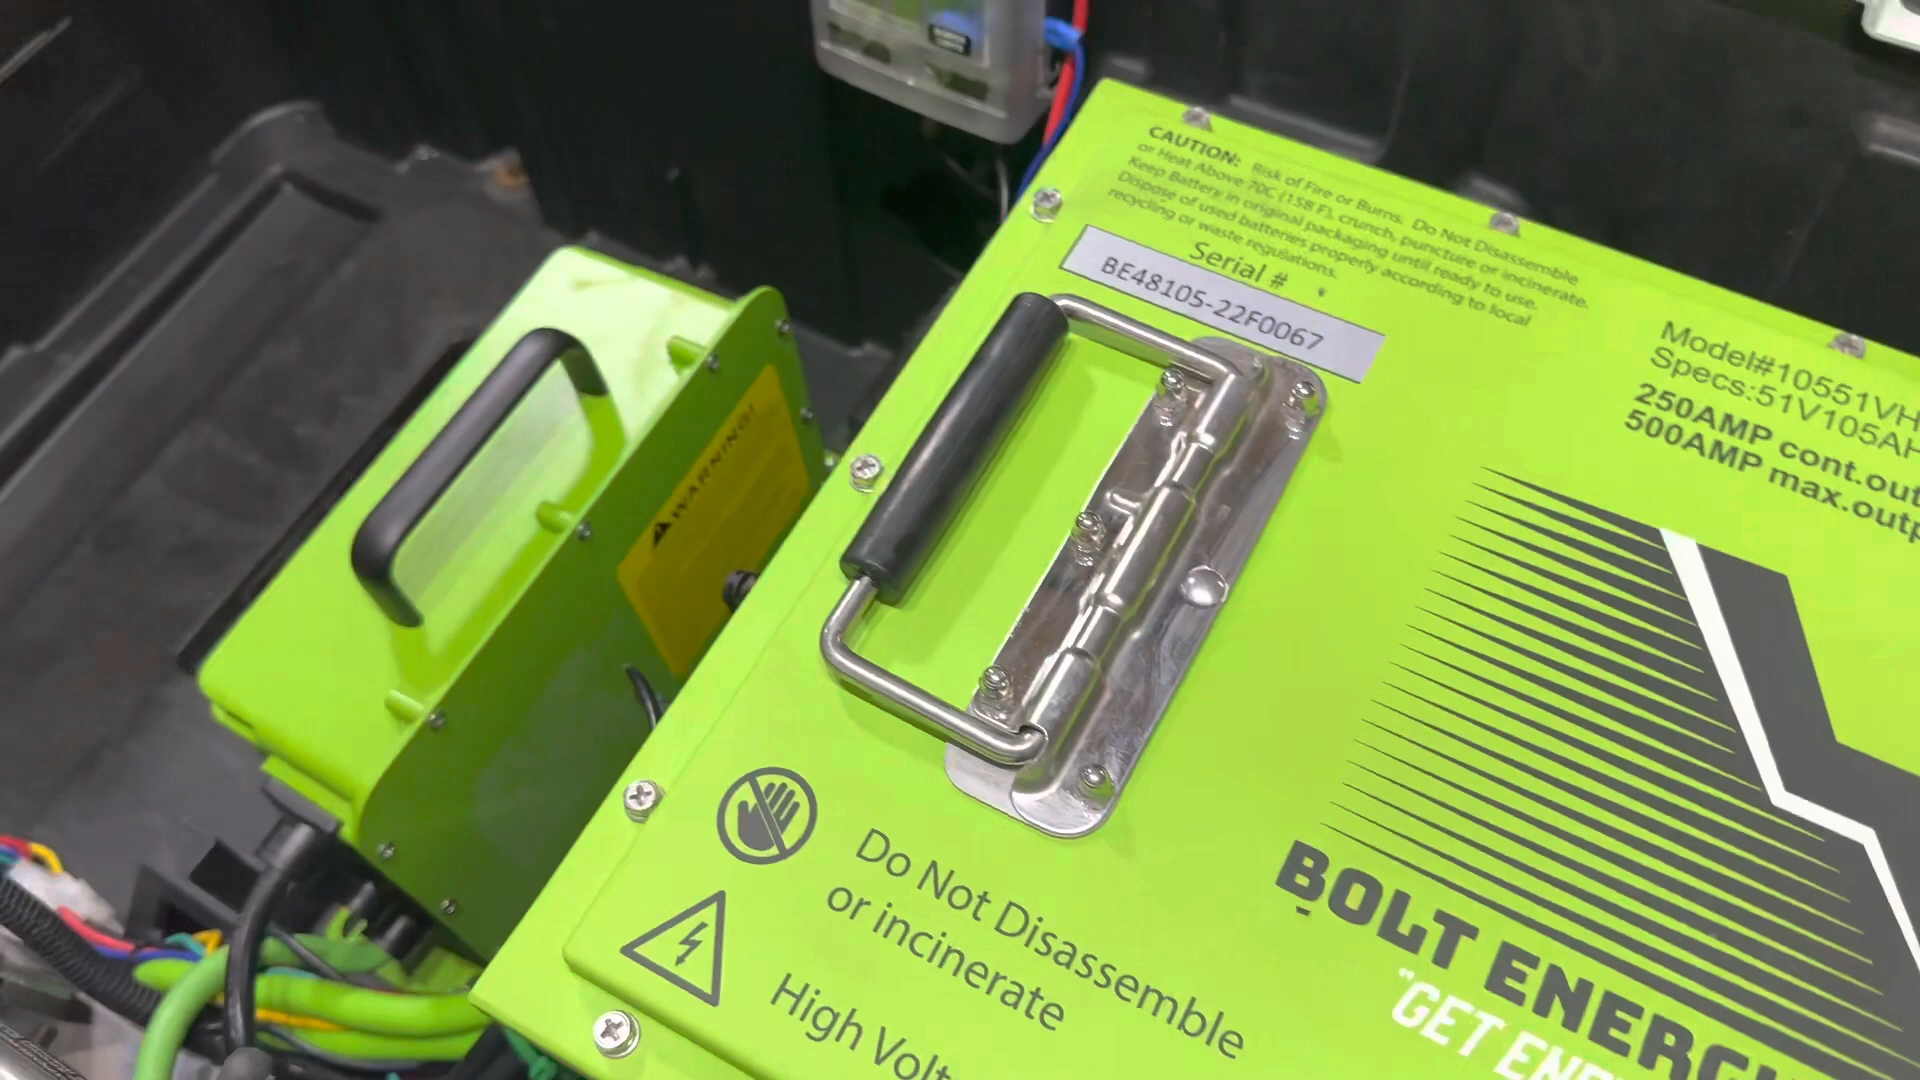 CAUTION: Risk of Fire or Burns. Do Not Disassemble
or Heat Above 70C (158 F), crunch, puncture or incinerate.
Keep Battery in original packaging until ready to use.
Dispose of used batteries properly according to local
recycling or waste regulations.
Serial #
BE48105-22F0067
Model#10551VH
Specs:51V105AH
250AMP cont.out
500AMP max.outp
WARNING!
Do Not Disassemble
or incinerate
High Volt
BOLT ENERG
"GET ENE